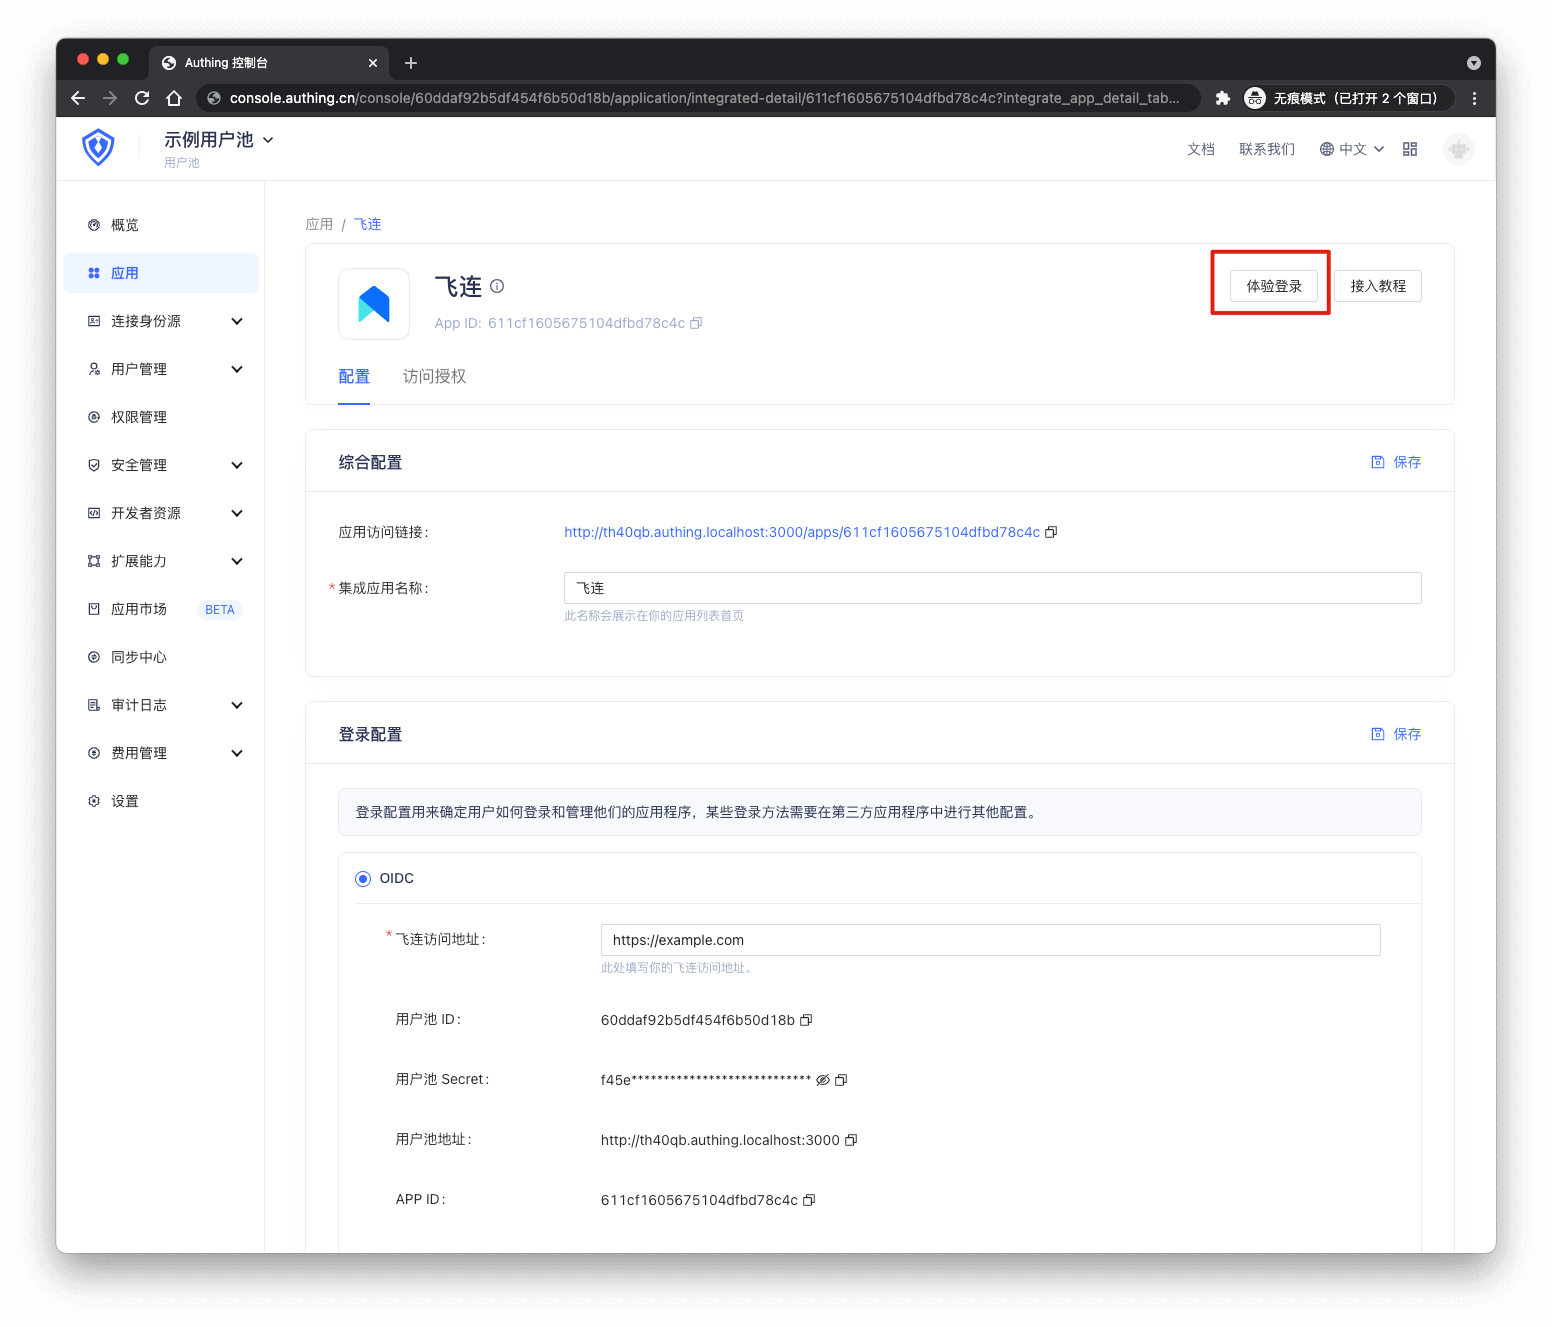 Authing 控制台
console.authing.cn/console/60ddaf92b5df454f6b50d18b/application/integrated-detail/611cf1605675104dfbd78c4c?integrate_app_detail_tab...
无痕模式（已打开 2 个窗口）
示例用户池
用户池
文档
联系我们
中文
概览
应用
连接身份源
用户管理
权限管理
安全管理
开发者资源
扩展能力
应用市场 BETA
同步中心
审计日志
费用管理
设置
应用 / 飞连
飞连
App ID: 611cf1605675104dfbd78c4c
体验登录
接入教程
配置
访问授权
综合配置
保存
应用访问链接:
http://th40qb.authing.localhost:3000/apps/611cf1605675104dfbd78c4c
* 集成应用名称:
飞连
此名称会展示在你的应用列表首页
登录配置
保存
登录配置用来确定用户如何登录和管理他们的应用程序，某些登录方法需要在第三方应用程序中进行其他配置。
OIDC
* 飞连访问地址:
https://example.com
此处填写你的飞连访问地址。
用户池 ID:
60ddaf92b5df454f6b50d18b
用户池 Secret:
f45e****************************
用户池地址:
http://th40qb.authing.localhost:3000
APP ID:
611cf1605675104dfbd78c4c